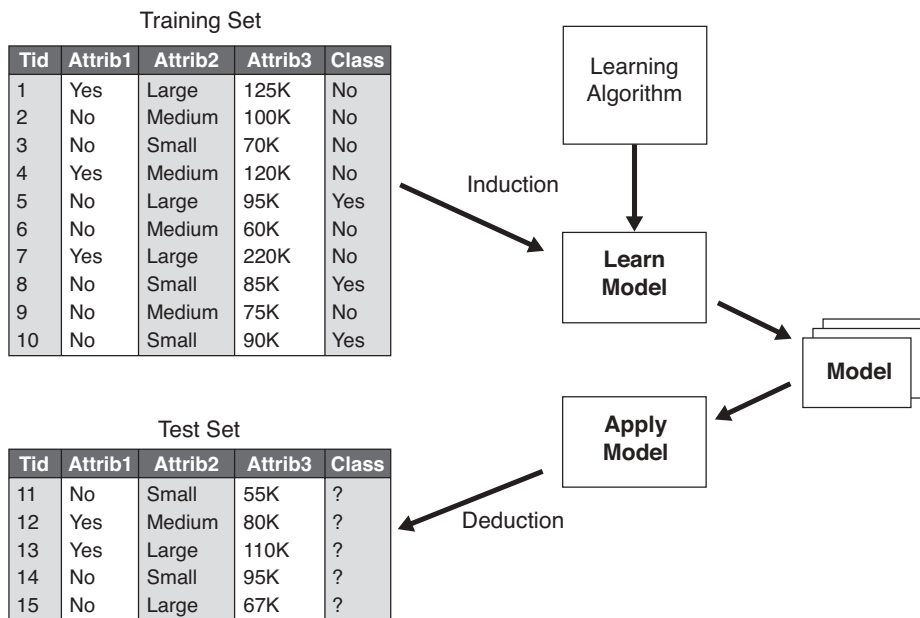 Training Set
Tid Attrib1 Attrib2 Attrib3 Class
1 Yes Large 125K No
2 No Medium 100K No
3 No Small 70K No
4 Yes Medium 120K No
5 No Large 95K Yes
6 No Medium 60K No
7 Yes Large 220K No
8 No Small 85K Yes
9 No Medium 75K No
10 No Small 90K Yes
Learning
Algorithm
Induction
Learn
Model
Model
Apply
Model
Deduction
Test Set
Tid Attrib1 Attrib2 Attrib3 Class
11 No Small 55K ?
12 Yes Medium 80K ?
13 Yes Large 110K ?
14 No Small 95K ?
15 No Large 67K ?